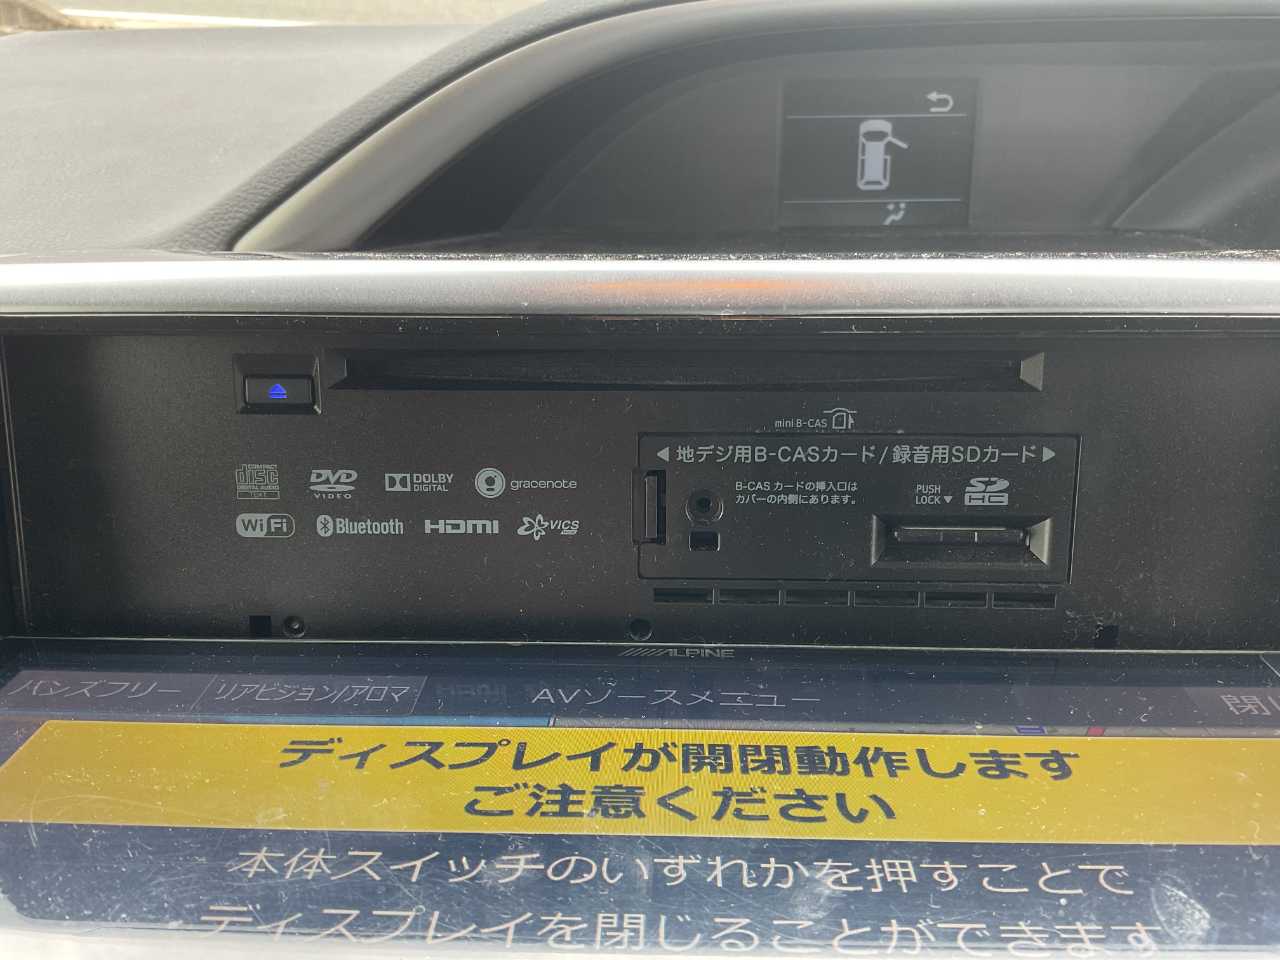 mini B-CAS
地デジ用B-CASカード/録音用SDカード
B-CAS カードの挿入口は
カバーの内側にあります。
PUSH
LOCK
SD
HC
COMPACT
disc
DIGITAL AUDIO
TEXT
DVD
VIDEO
DOLBY
DIGITAL
gracenote
Wi Fi
Bluetooth
HDMI
VICS
ALPINE
ハンズフリー
リアビジョン/アロマ
AVソースメニュー
ディスプレイが開閉動作します
ご注意ください
本体スイッチのいずれかを押すことで
ディスプレイを閉じることができます